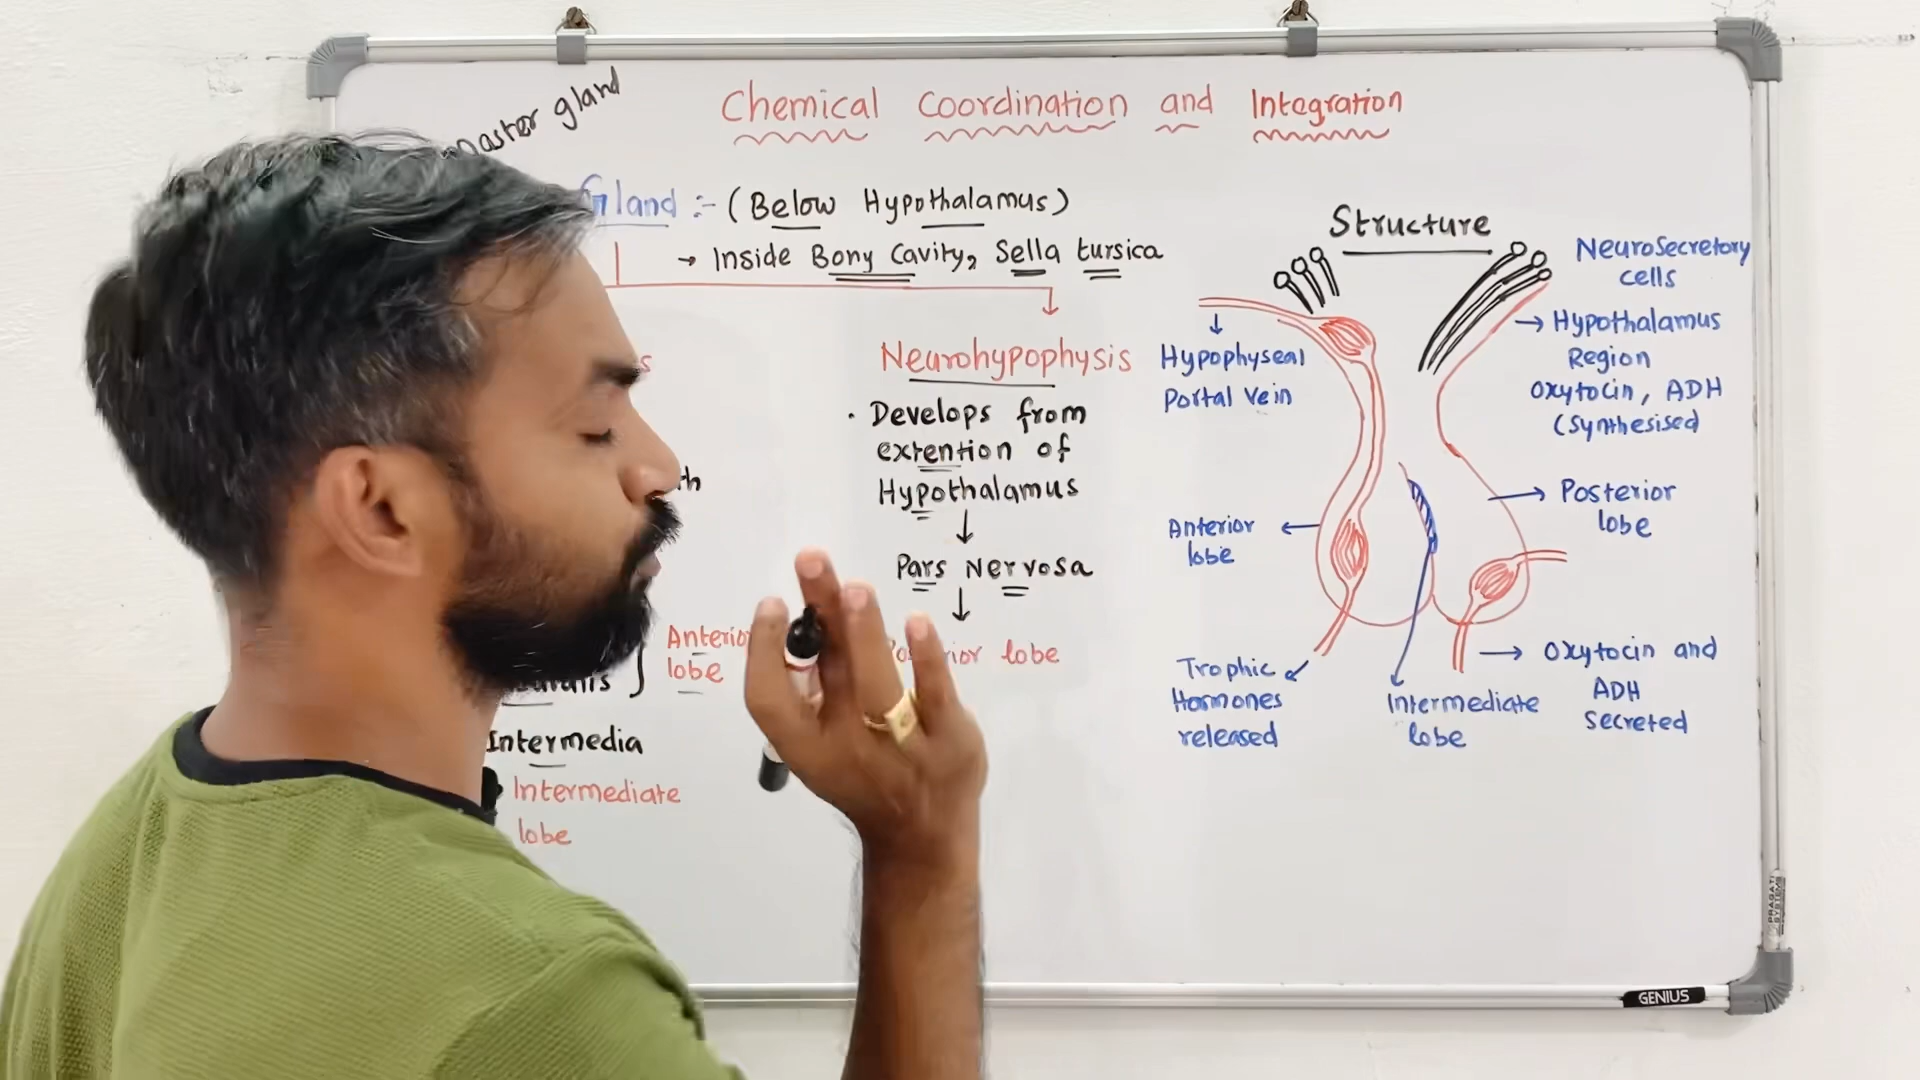 master gland
Chemical Coordination and Integration
Gland :- (Below Hypothalamus)
→ Inside Bony Cavity, Sella tursica
Neurohypophysis
· Develops from
extention of
Hypothalamus
↓
Pars Nervosa
↓
lobe
Anterior
lobe
Intermedia
Intermediate
lobe
Structure
NeuroSecretory
cells
→ Hypothalamus
Region
Oxytocin, ADH
(Synthesised
Hypophyseal
Portal vein
Anterior
lobe
Posterior
lobe
Trophic
Hormones
released
Intermediate
lobe
Oxytocin and
ADH
Secreted
PRAGATI
SYSTEMS
GENIUS